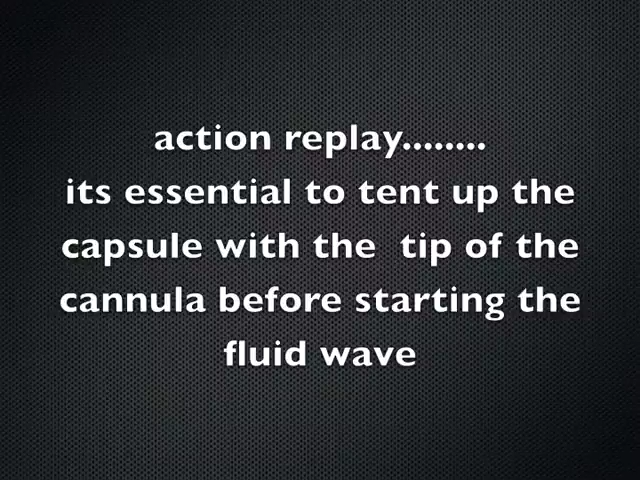 action replay........
its essential to tent up the
capsule with the  tip of the
cannula before starting the
fluid wave